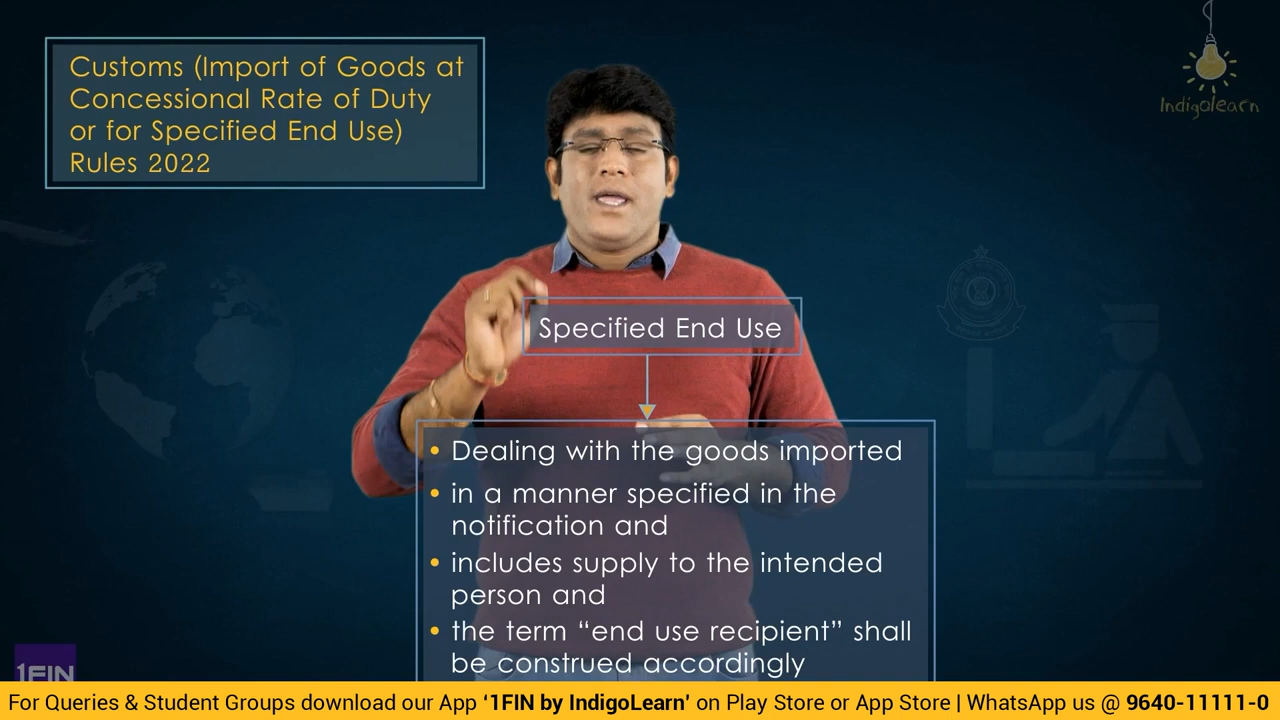 Customs (Import of Goods at
Concessional Rate of Duty
or for Specified End Use)
Rules 2022
Indigolearn
Specified End Use
• Dealing with the goods imported
• in a manner specified in the
notification and
• includes supply to the intended
person and
• the term “end use recipient” shall
be construed accordingly
1FIN
For Queries & Student Groups download our App ‘1FIN by IndigoLearn’ on Play Store or App Store | WhatsApp us @ 9640-11111-0